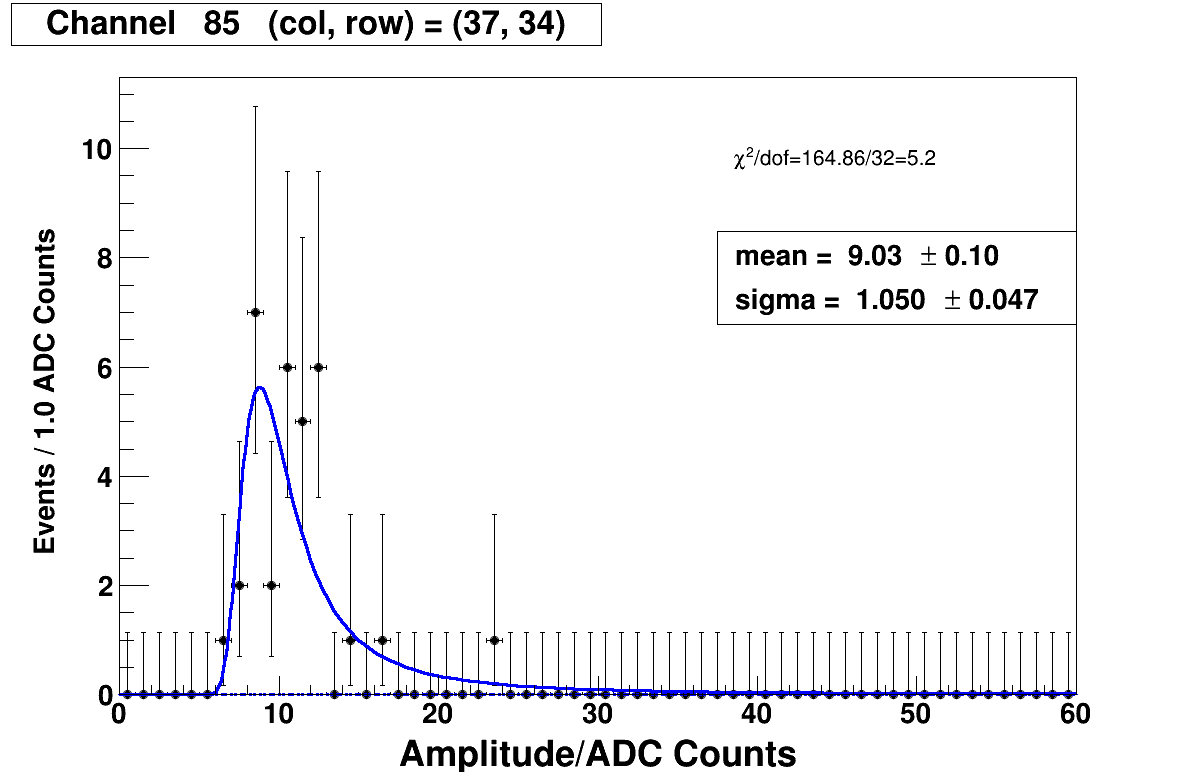 Channel 85 (col, row) = (37, 34)
χ²/dof=164.86/32=5.2
mean = 9.03 ± 0.10
sigma = 1.050 ± 0.047
Events / 1.0 ADC Counts
10
8
6
4
2
0
0 10 20 30 40 50 60
Amplitude/ADC Counts